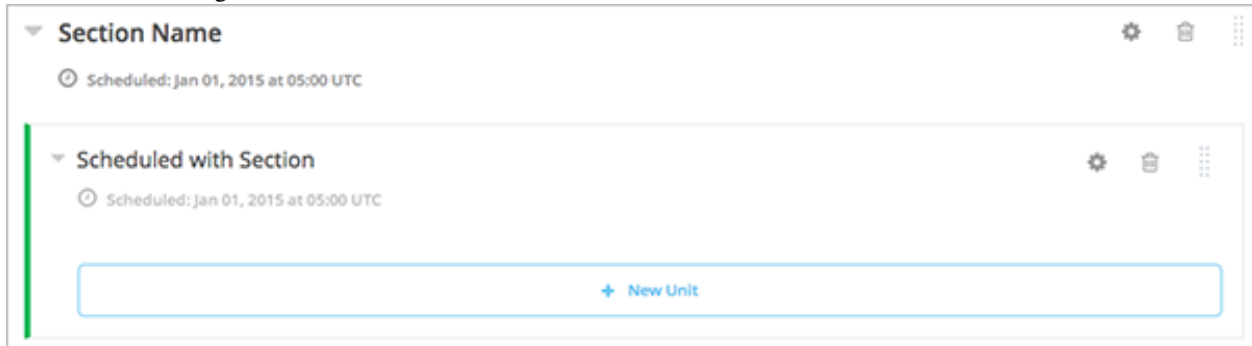 Section Name
Scheduled: Jan 01, 2015 at 05:00 UTC
Scheduled with Section
Scheduled: Jan 01, 2015 at 05:00 UTC
+ New Unit